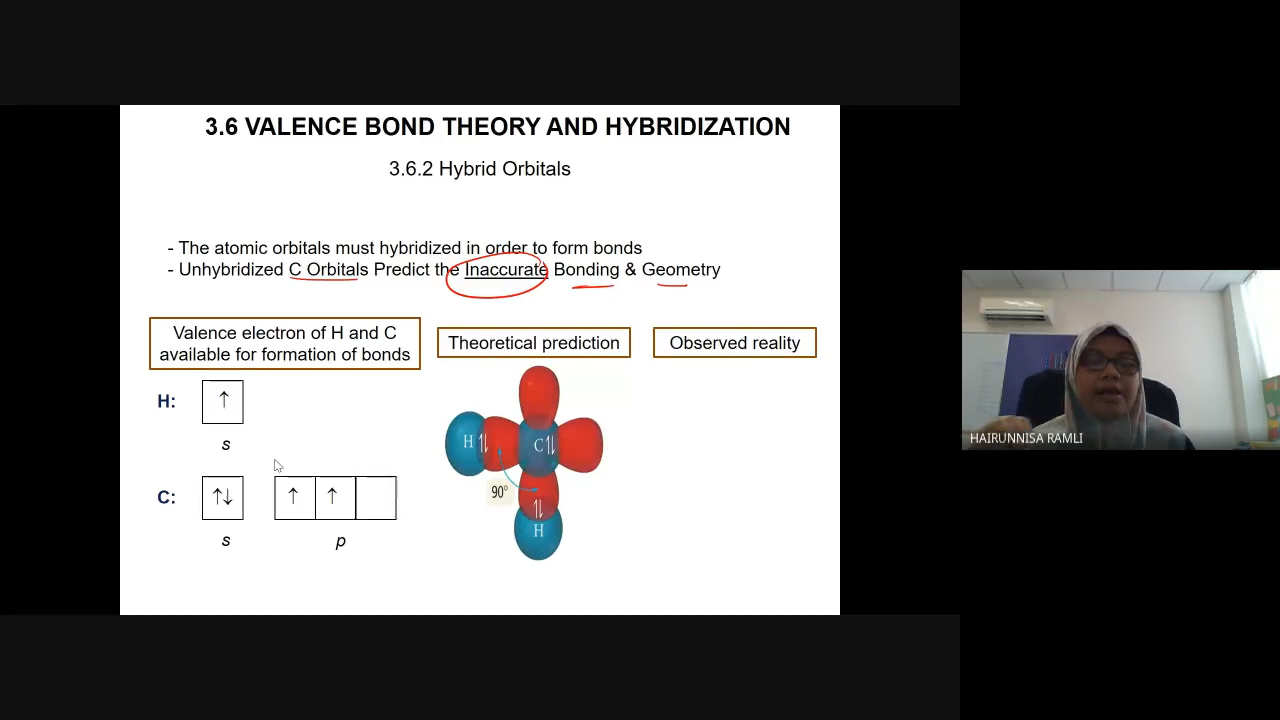 3.6 VALENCE BOND THEORY AND HYBRIDIZATION
3.6.2 Hybrid Orbitals
- The atomic orbitals must hybridized in order to form bonds
- Unhybridized C Orbitals Predict the Inaccurate Bonding & Geometry
Valence electron of H and C
available for formation of bonds
Theoretical prediction
Observed reality
H: ↑
s
C: ↑↓ ↑ ↑
s p
H ⥮ C ⥮
90°
⥮
H
HAIRUNNISA RAMLI